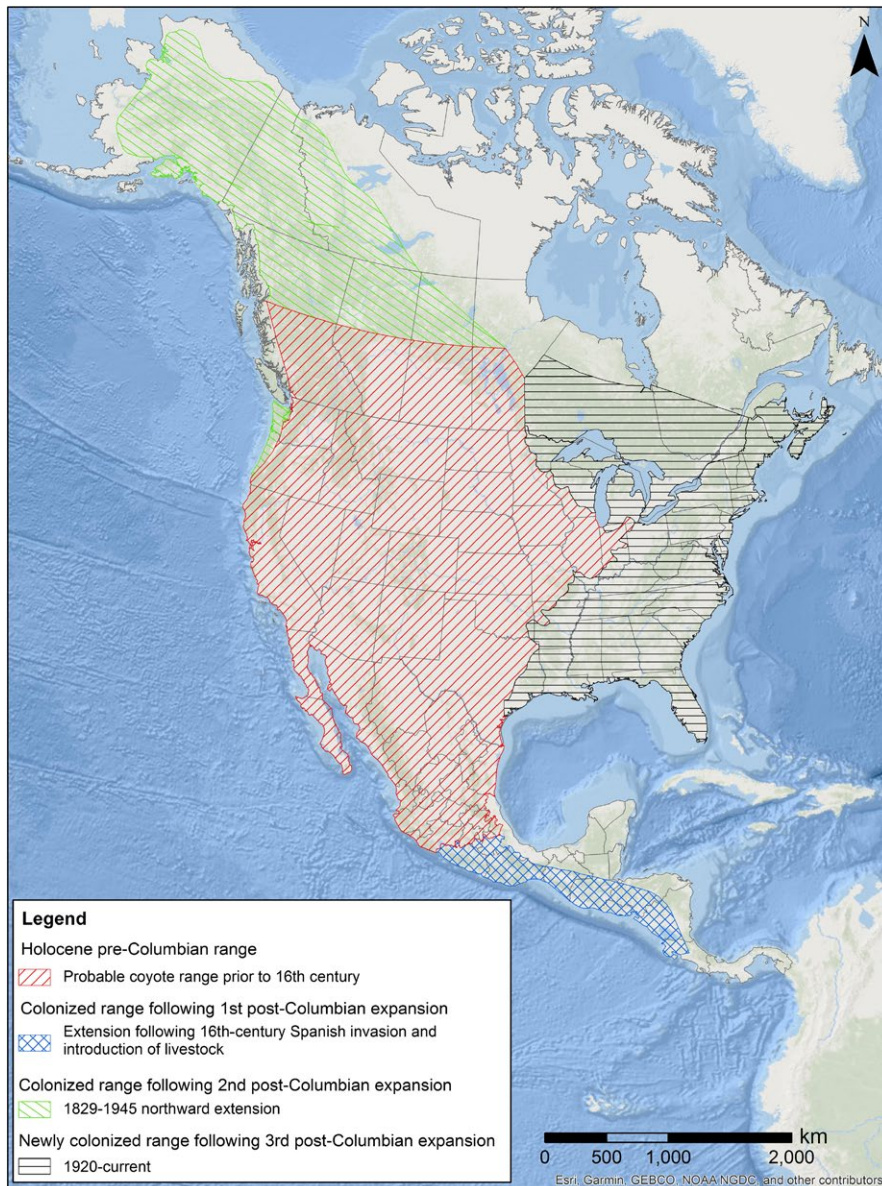 N
Legend
Holocene pre-Columbian range
Probable coyote range prior to 16th century
Colonized range following 1st post-Columbian expansion
Extension following 16th-century Spanish invasion and
introduction of livestock
Colonized range following 2nd post-Columbian expansion
1829-1945 northward extension
Newly colonized range following 3rd post-Columbian expansion
1920-current
km
0 500 1,000 2,000
Esri, Garmin, GEBCO, NOAA NGDC, and other contributors